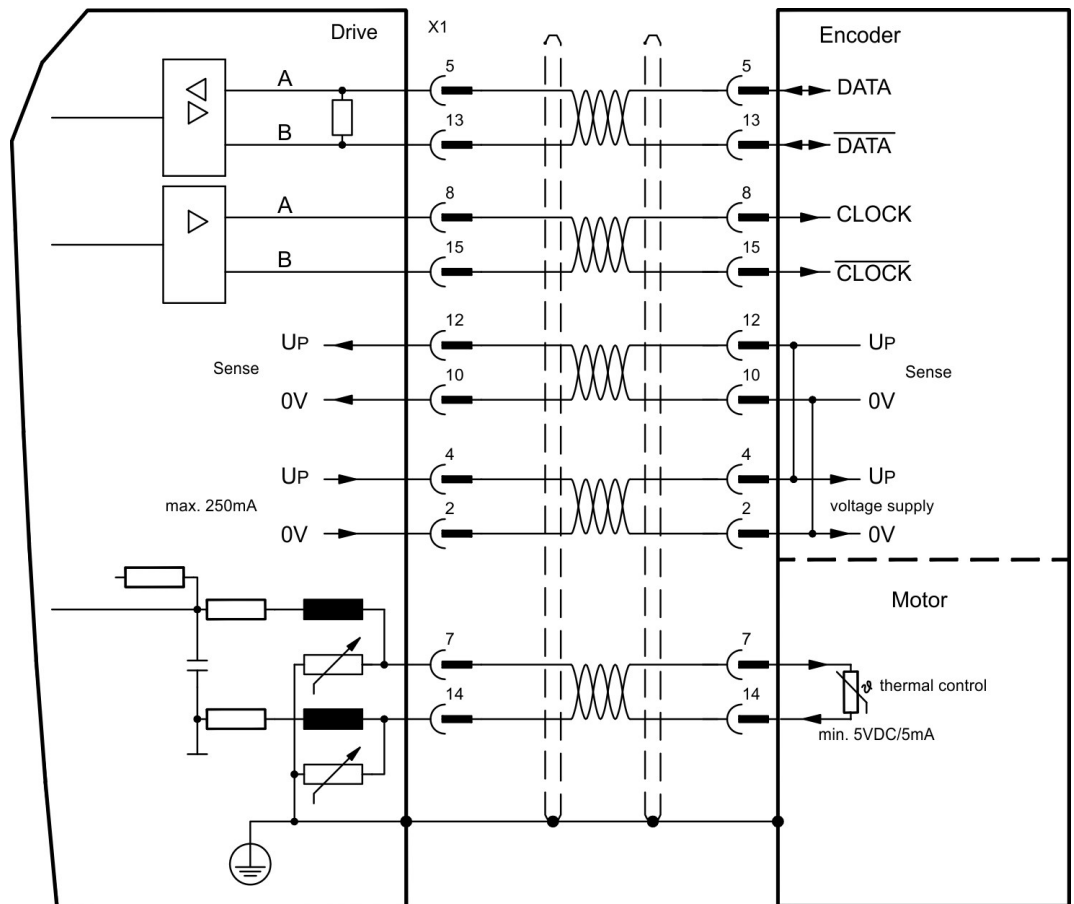 Drive X1 Encoder
A 5 5 DATA
B 13 13 DATA
A 8 8 CLOCK
B 15 15 CLOCK
UP 12 12 UP
Sense Sense
0V 10 10 0V
UP 4 4 UP
max. 250mA voltage supply
0V 2 2 0V
Motor
7 7
ϑ thermal control
14 14
min. 5VDC/5mA